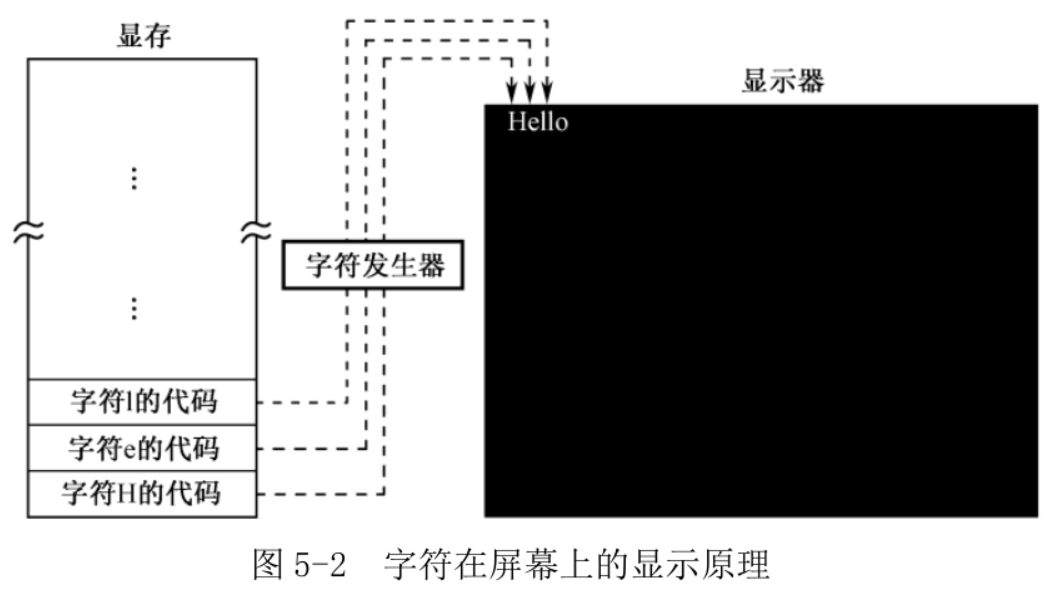 显存
显示器
Hello
⋮
字符发生器
⋮
字符l的代码
字符e的代码
字符H的代码
图 5-2 字符在屏幕上的显示原理